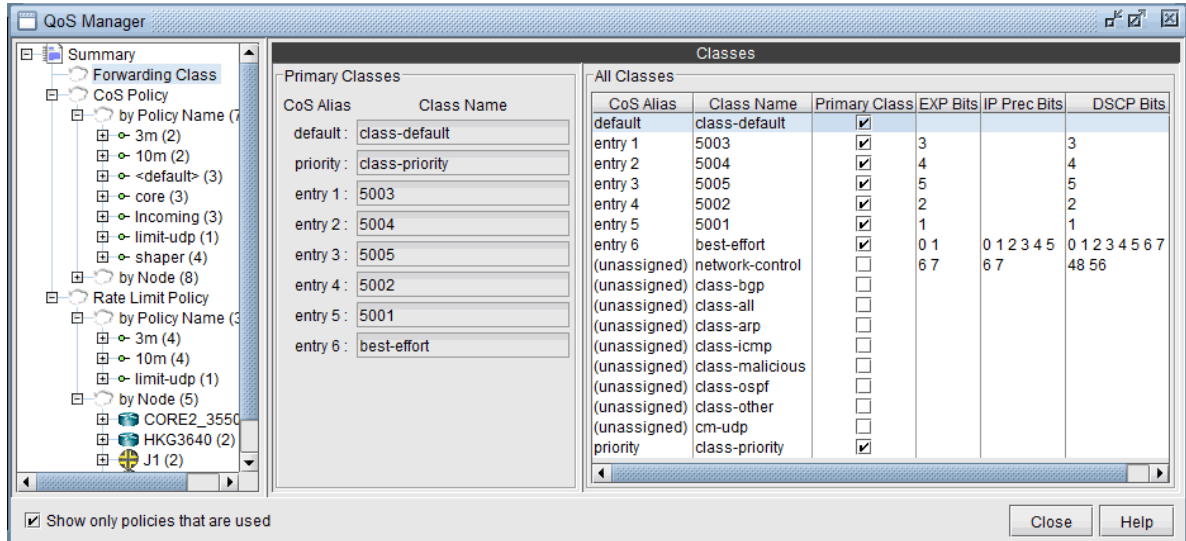 QoS Manager
Summary
Forwarding Class
CoS Policy
by Policy Name (7
3m (2)
10m (2)
<default> (3)
core (3)
Incoming (3)
limit-udp (1)
shaper (4)
by Node (8)
Rate Limit Policy
by Policy Name (3
3m (4)
10m (4)
limit-udp (1)
by Node (5)
CORE2_3550
HKG3640 (2)
J1 (2)
Classes
Primary Classes
CoS Alias Class Name
default : class-default
priority : class-priority
entry 1 : 5003
entry 2 : 5004
entry 3 : 5005
entry 4 : 5002
entry 5 : 5001
entry 6 : best-effort
All Classes
CoS Alias Class Name Primary Class EXP Bits IP Prec Bits DSCP Bits
default class-default
entry 1 5003 3 3
entry 2 5004 4 4
entry 3 5005 5 5
entry 4 5002 2 2
entry 5 5001 1 1
entry 6 best-effort 0 1 0 1 2 3 4 5 0 1 2 3 4 5 6 7
(unassigned) network-control 6 7 6 7 48 56
(unassigned) class-bgp
(unassigned) class-all
(unassigned) class-arp
(unassigned) class-icmp
(unassigned) class-malicious
(unassigned) class-ospf
(unassigned) class-other
(unassigned) cm-udp
priority class-priority
Show only policies that are used
Close Help